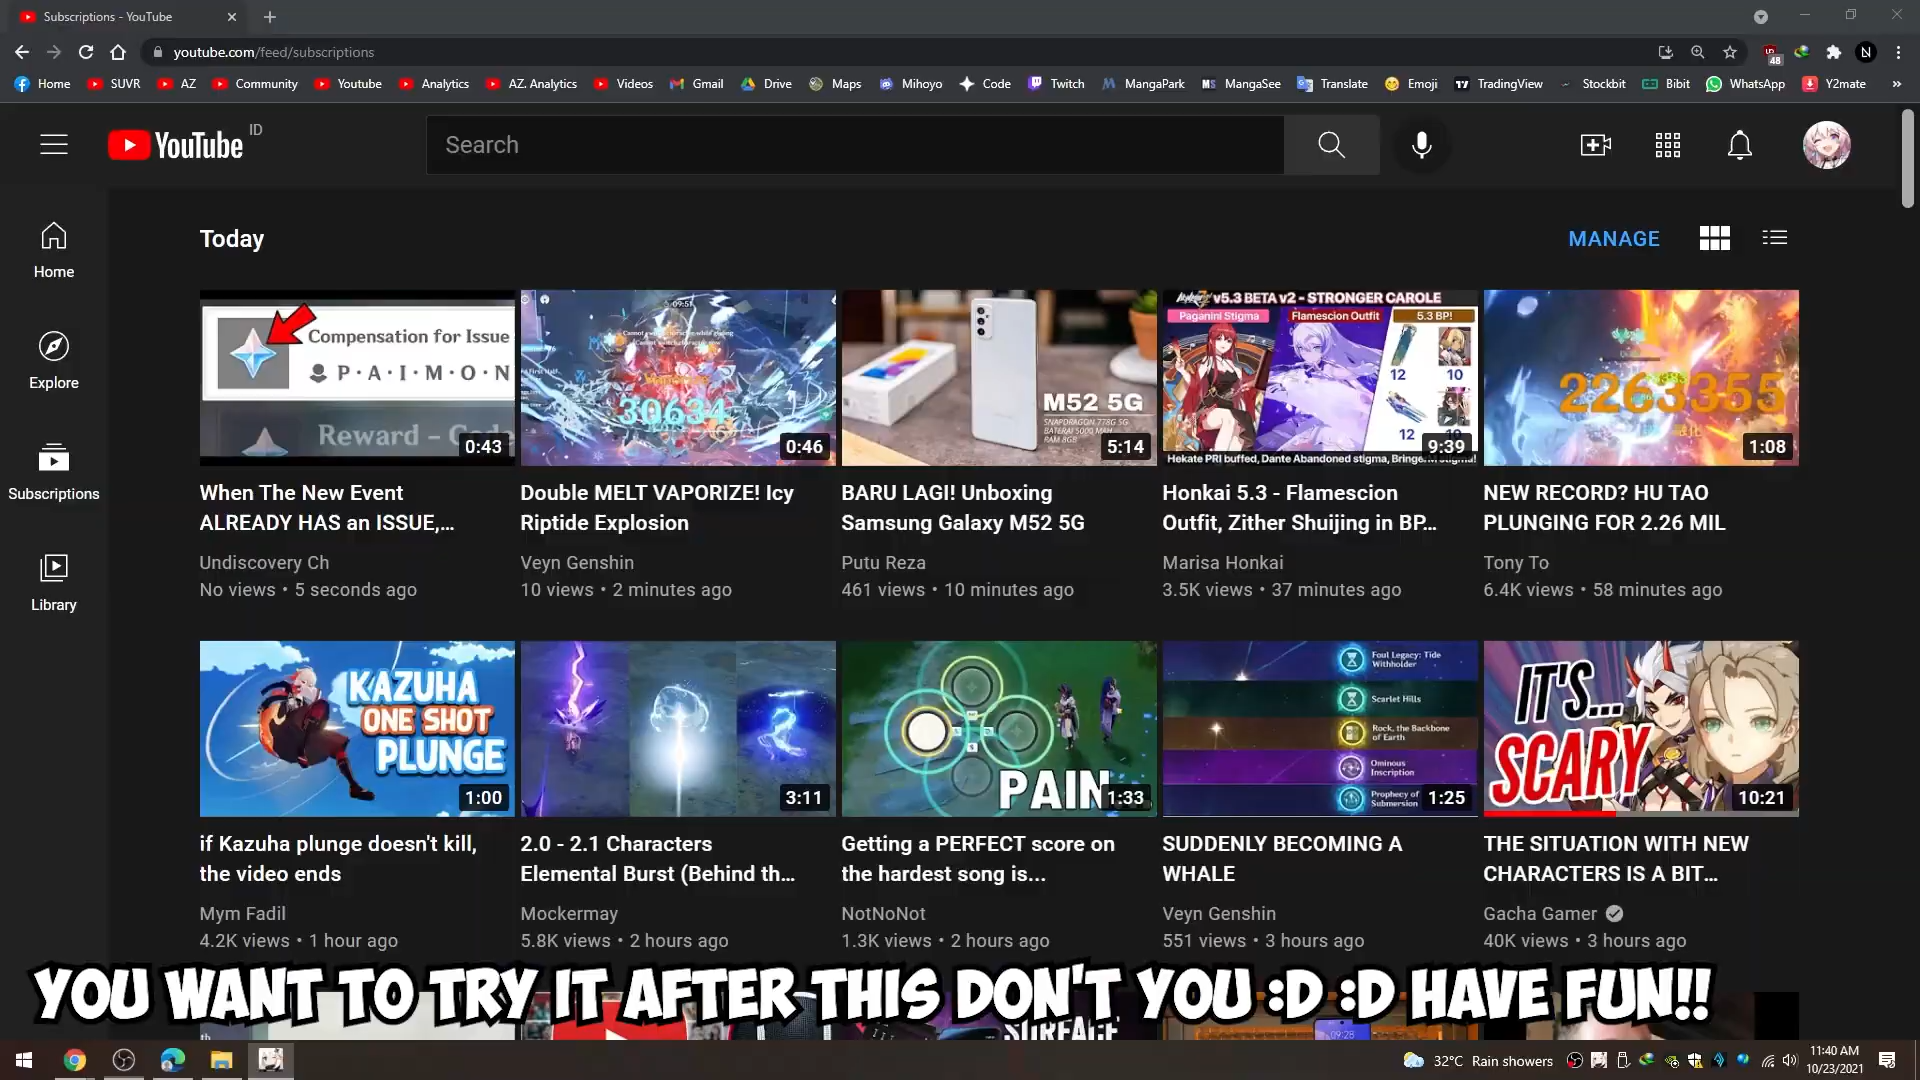 Subscriptions - YouTube
youtube.com/feed/subscriptions
48
N
Home SUVR AZ Community Youtube Analytics AZ. Analytics Videos Gmail Drive Maps Mihoyo Code Twitch MangaPark MangaSee Translate Emoji TradingView Stockbit Bibit WhatsApp Y2mate »
YouTube ID
Search
Home
Explore
Subscriptions
Library
Today
MANAGE
Compensation for Issue
P·A·I·M·O·N
Reward -
0:43
When The New Event
ALREADY HAS an ISSUE,...
Undiscovery Ch
No views • 5 seconds ago
30634
0:46
Double MELT VAPORIZE! Icy
Riptide Explosion
Veyn Genshin
10 views • 2 minutes ago
M52 5G
SNAPDRAGON 778G 5G
BATERAI 5000 MAH
RAM 8GB
5:14
BARU LAGI! Unboxing
Samsung Galaxy M52 5G
Putu Reza
461 views • 10 minutes ago
v5.3 BETA v2 - STRONGER CAROLE
Paganini Stigma
Flamescion Outfit
5.3 BP!
12
10
12
9:39
Honkai 5.3 - Flamescion
Outfit, Zither Shuijing in BP...
Marisa Honkai
3.5K views • 37 minutes ago
2263355
1:08
NEW RECORD? HU TAO
PLUNGING FOR 2.26 MIL
Tony To
6.4K views • 58 minutes ago
KAZUHA
ONE SHOT
PLUNGE
1:00
if Kazuha plunge doesn't kill,
the video ends
Mym Fadil
4.2K views • 1 hour ago
3:11
2.0 - 2.1 Characters
Elemental Burst (Behind th...
Mockermay
5.8K views • 2 hours ago
PAIN
1:33
Getting a PERFECT score on
the hardest song is...
NotNoNot
1.3K views • 2 hours ago
Foul Legacy: Tide
Withholder
Scarlet Hills
Rock, the Backbone
of Earth
Ominous
Inscription
Prophecy of
Submersion
1:25
SUDDENLY BECOMING A
WHALE
Veyn Genshin
551 views • 3 hours ago
IT'S...
SCARY
10:21
THE SITUATION WITH NEW
CHARACTERS IS A BIT...
Gacha Gamer
40K views • 3 hours ago
YOU WANT TO TRY IT AFTER THIS DON'T YOU :D :D HAVE FUN!!
32°C Rain showers
11:40 AM
10/23/2021